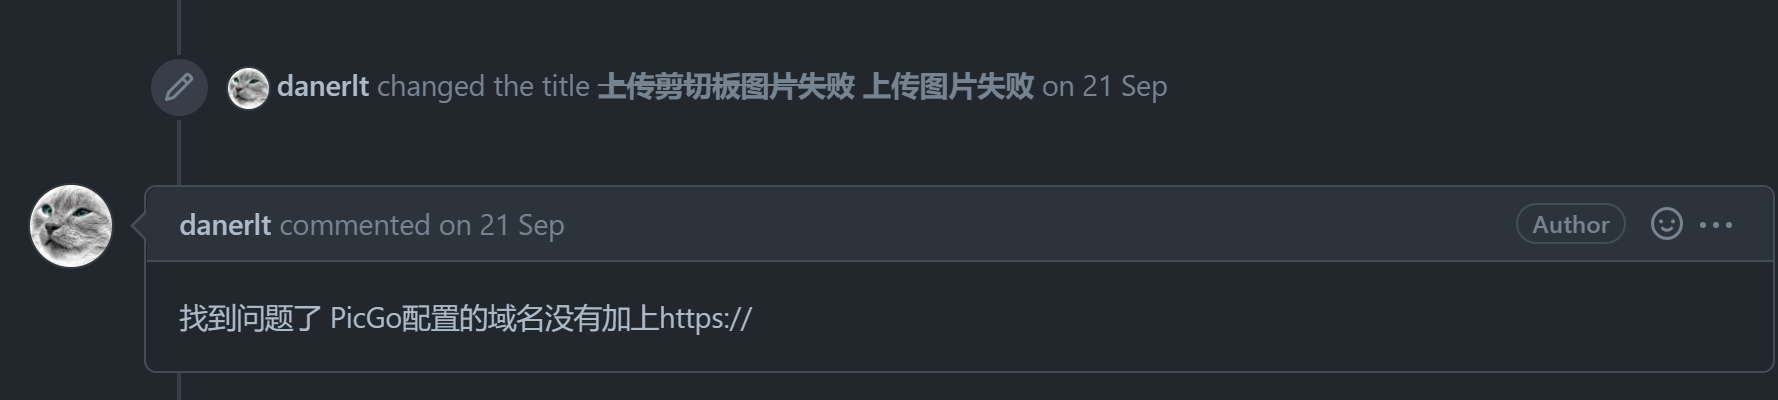 danerlt changed the title 上传剪切板图片失败 上传图片失败 on 21 Sep
danerlt commented on 21 Sep Author
找到问题了 PicGo配置的域名没有加上https://